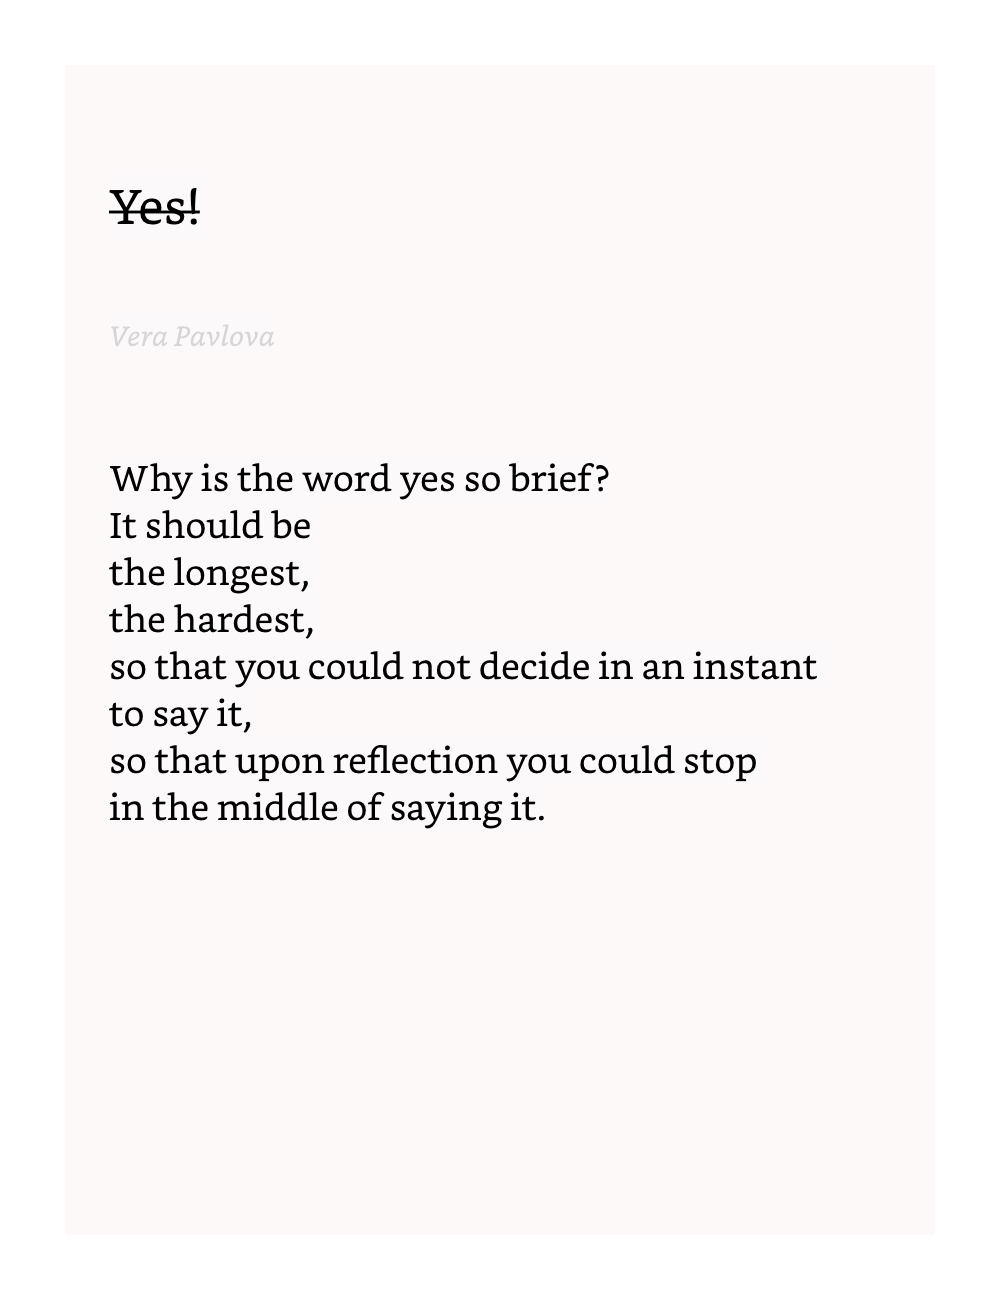 Yes!
Vera Pavlova
Why is the word yes so brief?
It should be
the longest,
the hardest,
so that you could not decide in an instant
to say it,
so that upon reflection you could stop
in the middle of saying it.